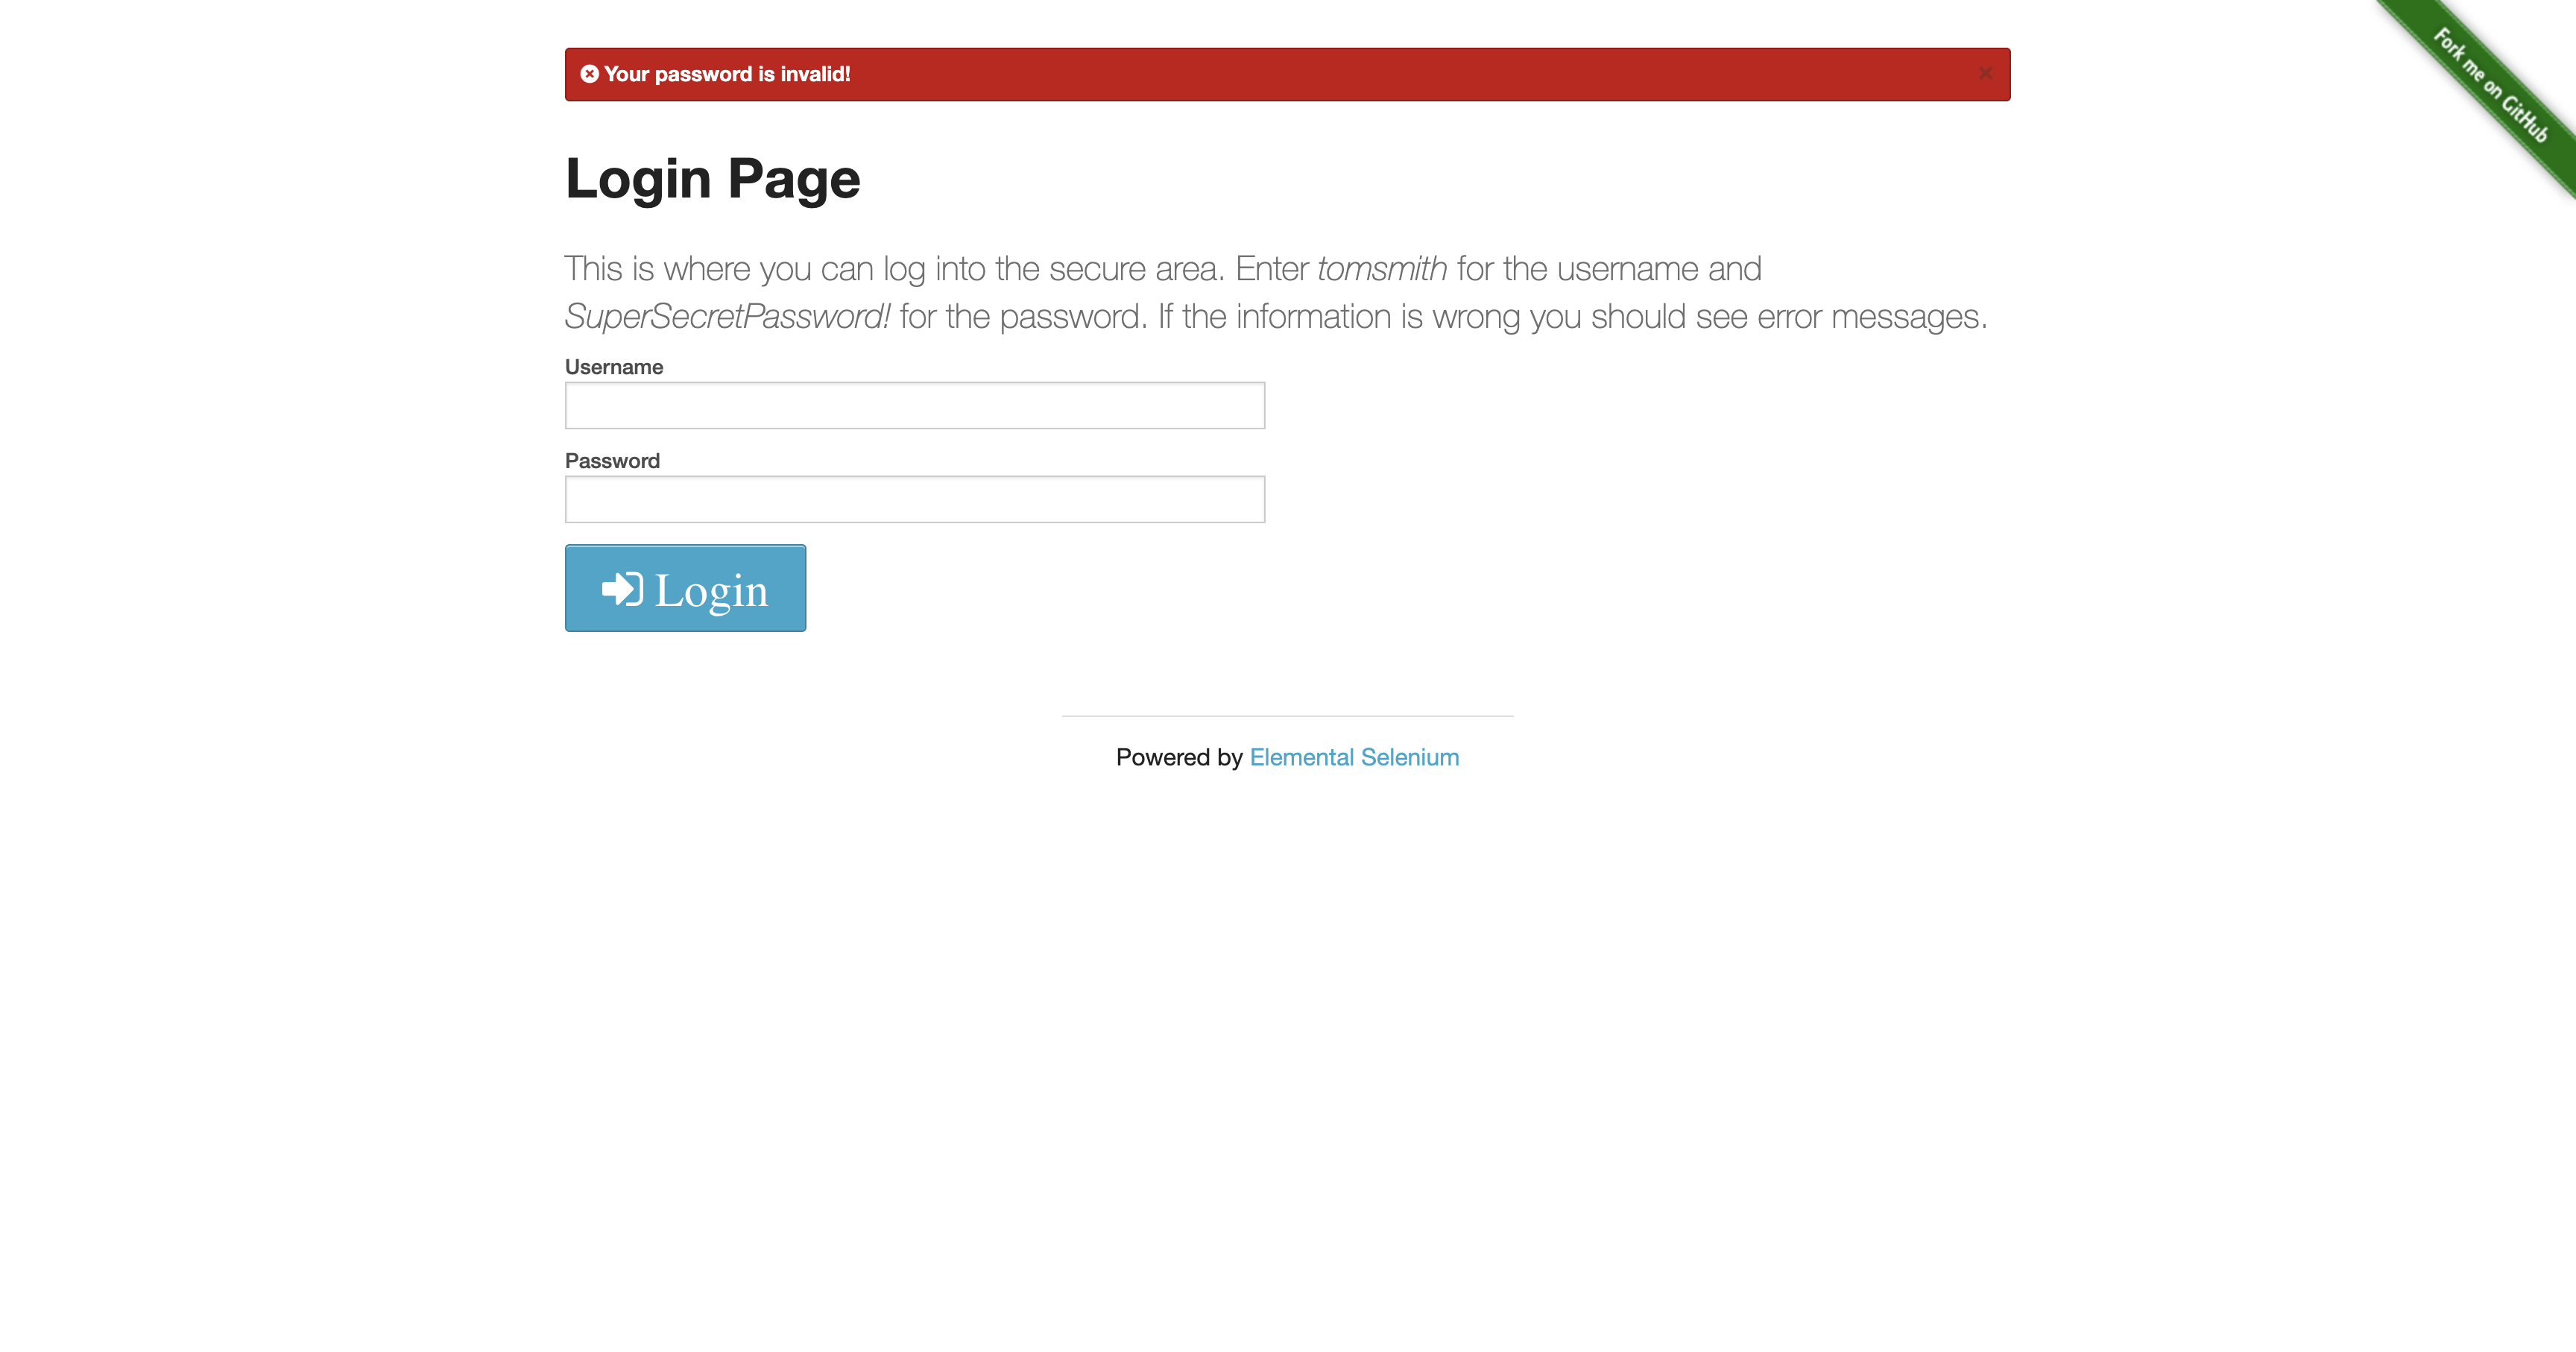 Your password is invalid!
Fork me on GitHub
Login Page
This is where you can log into the secure area. Enter tomsmith for the username and
SuperSecretPassword! for the password. If the information is wrong you should see error messages.
Username
Password
Login
Powered by Elemental Selenium